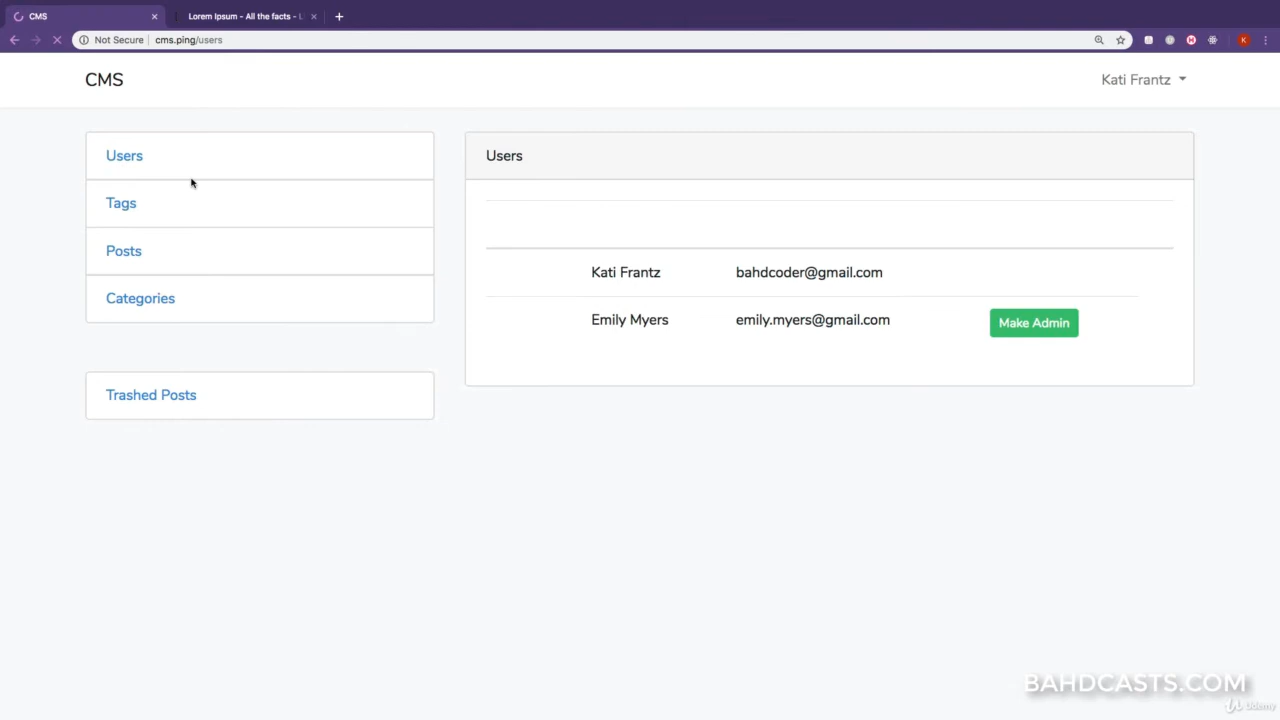 CMS
Lorem Ipsum - All the facts - L
Not Secure
cms.ping/users
K
CMS
Kati Frantz
Users
Tags
Posts
Categories
Trashed Posts
Users
Kati Frantz bahdcoder@gmail.com
Emily Myers emily.myers@gmail.com Make Admin
BAHDCASTS.COM
Udemy